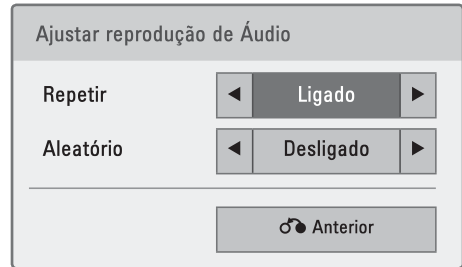 Ajustar reprodução de Áudio
Repetir ◄ Ligado ►
Aleatório ◄ Desligado ►
Anterior